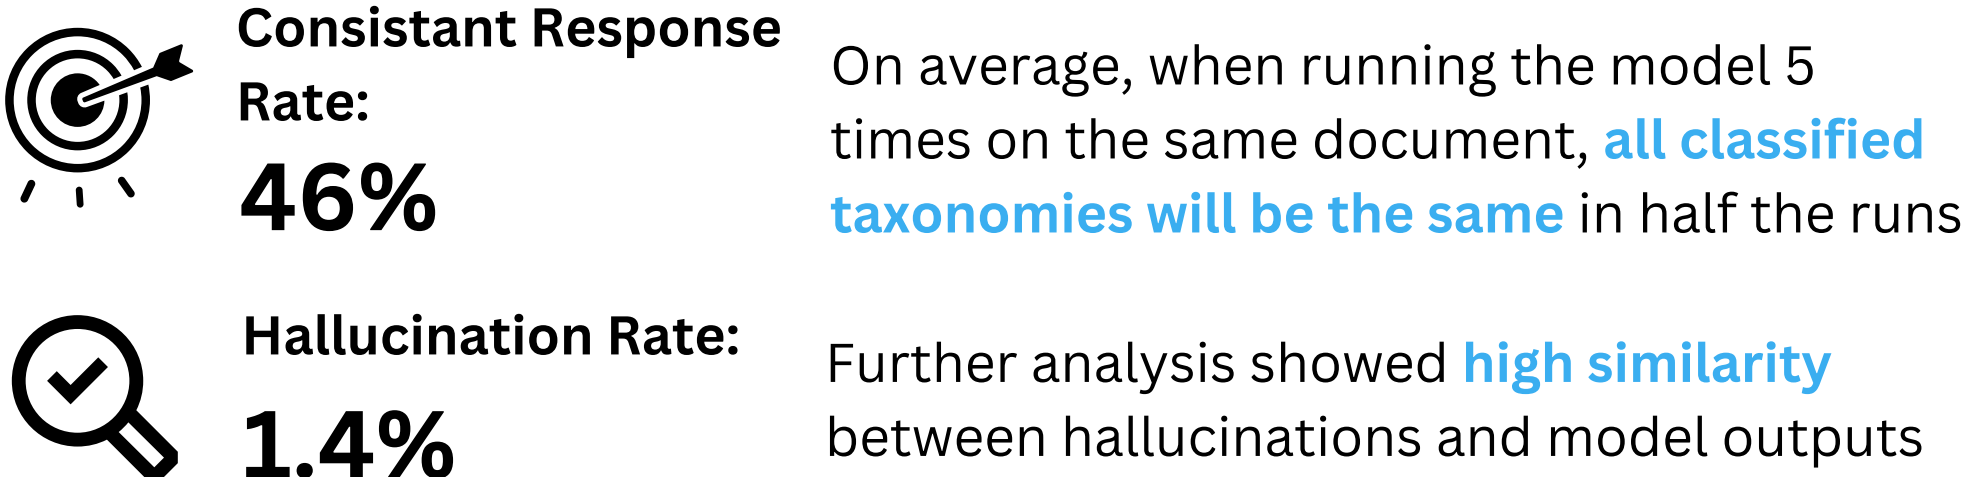 Consistant Response
Rate:
46%
On average, when running the model 5
times on the same document, all classified
taxonomies will be the same in half the runs
Hallucination Rate:
1.4%
Further analysis showed high similarity
between hallucinations and model outputs